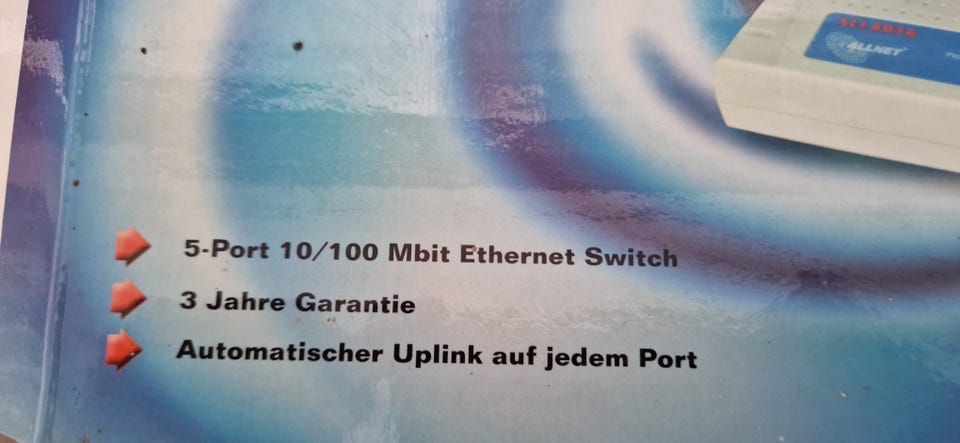 ALLNET
5-Port 10/100 Mbit Ethernet Switch
3 Jahre Garantie
Automatischer Uplink auf jedem Port